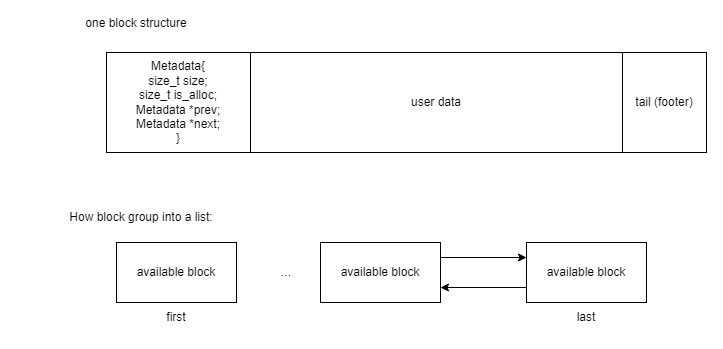 one block structure
Metadata{
size_t size;
size_t is_alloc;
Metadata *prev;
Metadata *next;
}
user data
tail (footer)
How block group into a list:
available block
...
available block
available block
first
last